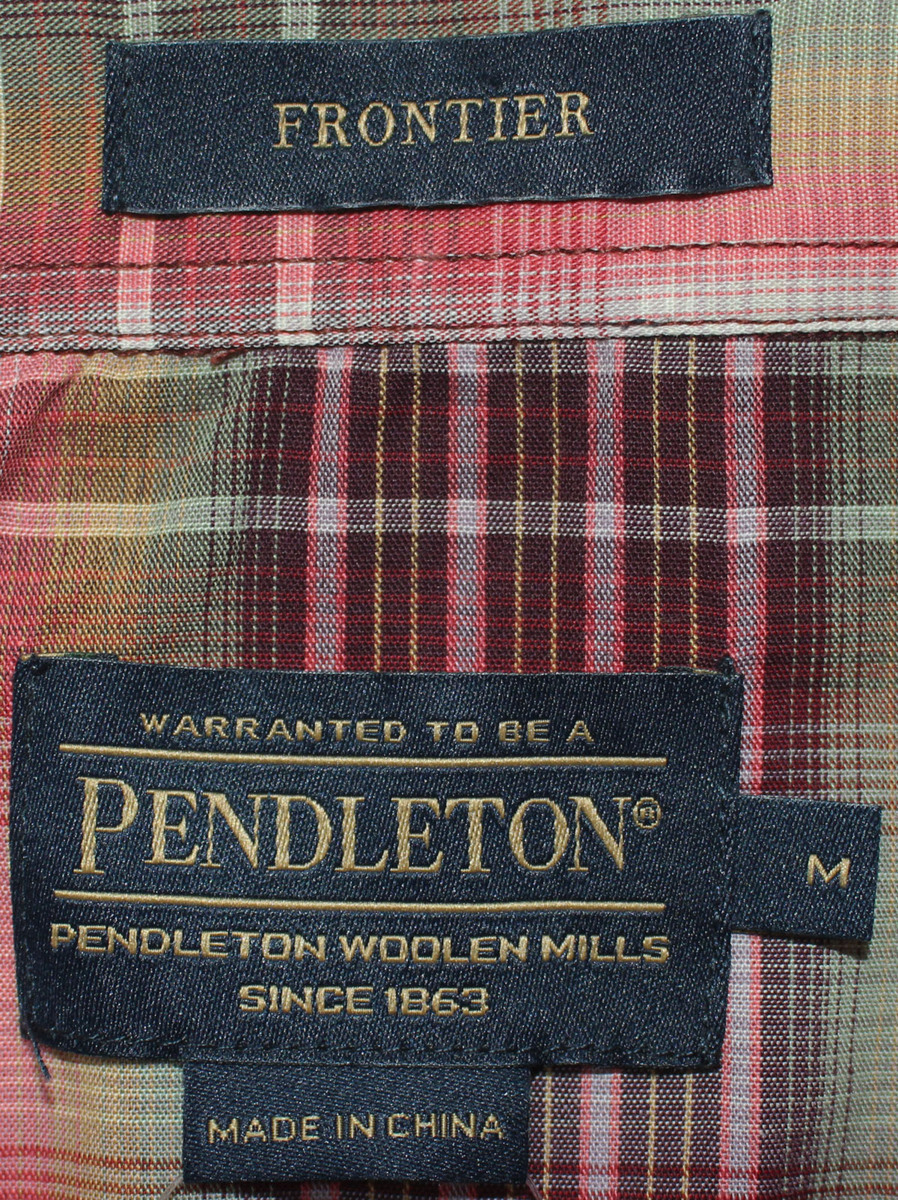 FRONTIER
WARRANTED TO BE A
PENDLETON®
M
PENDLETON WOOLEN MILLS
SINCE 1863
MADE IN CHINA